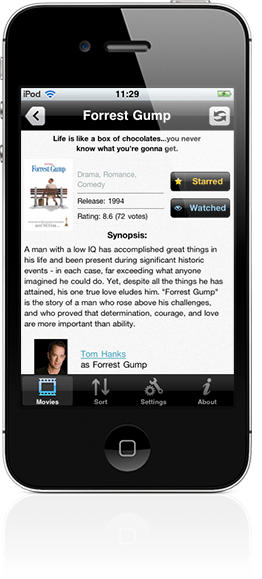 iPod 11:29
Forrest Gump
Life is like a box of chocolates...you never
know what you're gonna get.
Forrest Gump
Drama, Romance,
Comedy
Starred
Release: 1994
Rating: 8.6 (72 votes)
Watched
Synopsis:
A man with a low IQ has accomplished great things in
his life and been present during significant historic
events - in each case, far exceeding what anyone
imagined he could do. Yet, despite all the things he has
attained, his one true love eludes him. "Forrest Gump"
is the story of a man who rose above his challenges,
and who proved that determination, courage, and love
are more important than ability.
Tom Hanks
as Forrest Gump
Movies Sort Settings About